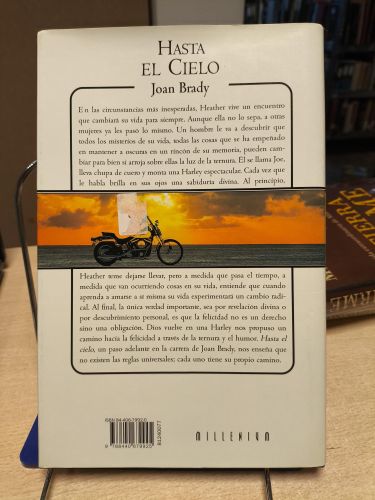 HASTA
EL CIELO
Joan Brady
En las circunstancias más inesperadas, Heather vive un encuentro
que cambiará su vida para siempre. Aunque ella no lo sepa, a otras
mujeres ya les pasó lo mismo. Un hombre le va a descubrir que
todos los misterios de su vida, todas las cosas que se ha empeñado
en mantener a oscuras en un rincón de su memoria, pueden cam-
biar para bien si arroja sobre ellas la luz de la ternura. Él se llama Joe,
lleva chupa de cuero y monta una Harley espectacular. Cada vez que
le habla brilla en sus ojos una sabiduría divina. Al principio,
Heather teme dejarse llevar, pero a medida que pasa el tiempo, a
medida que van ocurriendo cosas en su vida, entiende que cuando
aprenda a amarse a sí misma su vida experimentará un cambio radi-
cal. Al final, la única verdad importante, sea por revelación divina o
por descubrimiento personal, es que la felicidad no es un derecho
sino una obligación. Dios vuelve en una Harley nos propuso un
camino hacia la felicidad a través de la ternura y el humor. Hasta el
cielo, un paso adelante en la carrera de Joan Brady, nos enseña que
no existen las reglas universales; cada uno tiene su propio camino.
ISBN 84-406-7992-0
9 788440 679925
MILLENIUM